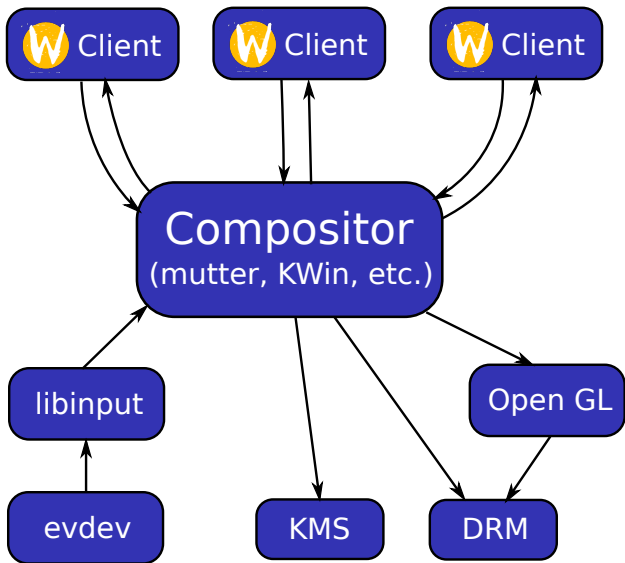 W Client
W Client
W Client
Compositor
(mutter, KWin, etc.)
libinput
Open GL
evdev
KMS
DRM